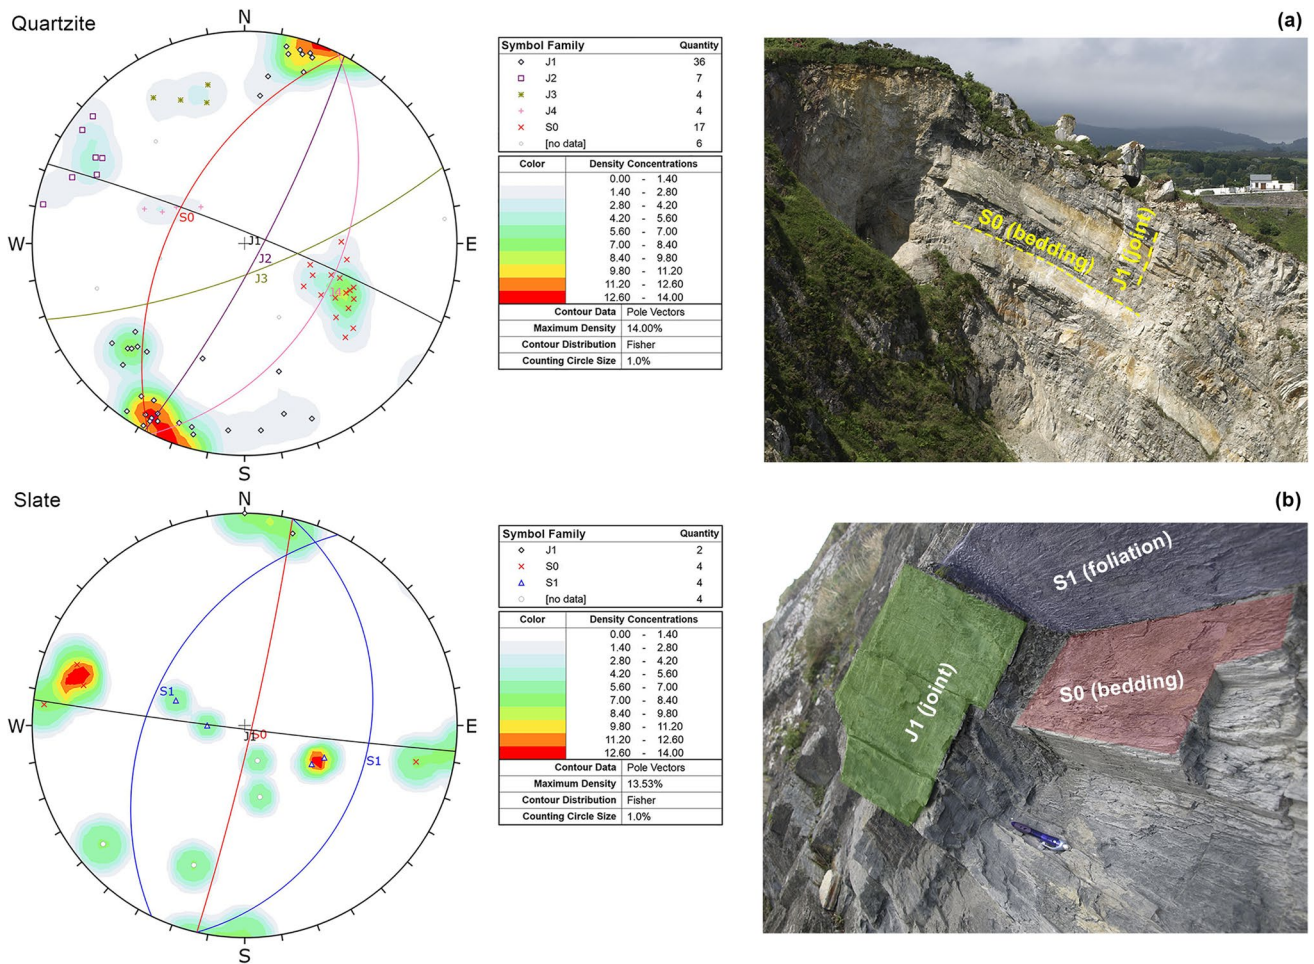 Quartzite
N
W
E
S
S0
J1
J2
J3
J4
Symbol Family Quantity
J1 36
J2 7
J3 4
J4 4
S0 17
[no data] 6
Color Density Concentrations
0.00 - 1.40
1.40 - 2.80
2.80 - 4.20
4.20 - 5.60
5.60 - 7.00
7.00 - 8.40
8.40 - 9.80
9.80 - 11.20
11.20 - 12.60
12.60 - 14.00
Contour Data Pole Vectors
Maximum Density 14.00%
Contour Distribution Fisher
Counting Circle Size 1.0%
(a)
S0 (bedding)
J1 (joint)
Slate
N
W
E
S
S1
J1
S0
S1
Symbol Family Quantity
J1 2
S0 4
S1 4
[no data] 4
Color Density Concentrations
0.00 - 1.40
1.40 - 2.80
2.80 - 4.20
4.20 - 5.60
5.60 - 7.00
7.00 - 8.40
8.40 - 9.80
9.80 - 11.20
11.20 - 12.60
12.60 - 14.00
Contour Data Pole Vectors
Maximum Density 13.53%
Contour Distribution Fisher
Counting Circle Size 1.0%
(b)
S1 (foliation)
J1 (joint)
S0 (bedding)